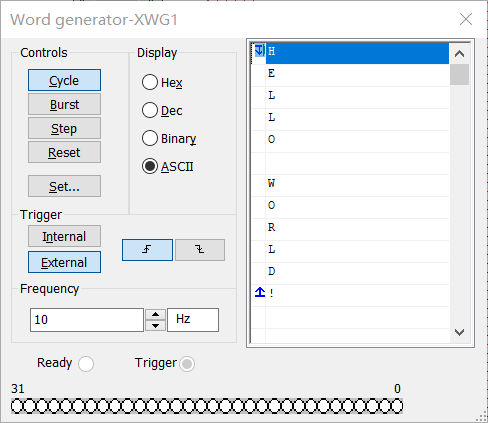 Word generator-XWG1
Controls
Cycle
Burst
Step
Reset
Set...
Display
Hex
Dec
Binary
ASCII
Trigger
Internal
External
Frequency
10
Hz
Ready
Trigger
31
0
H
E
L
L
O
W
O
R
L
D
!